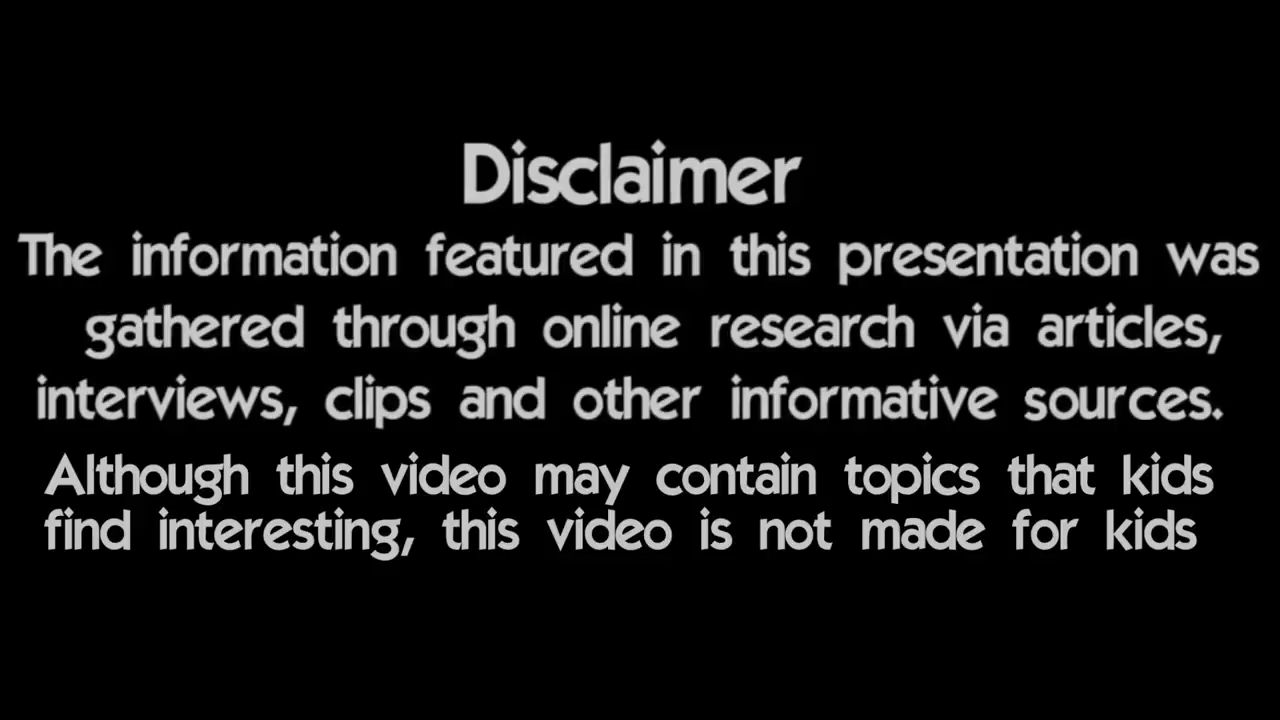 Disclaimer
The information featured in this presentation was
gathered through online research via articles,
interviews, clips and other informative sources.
Although this video may contain topics that kids
find interesting, this video is not made for kids